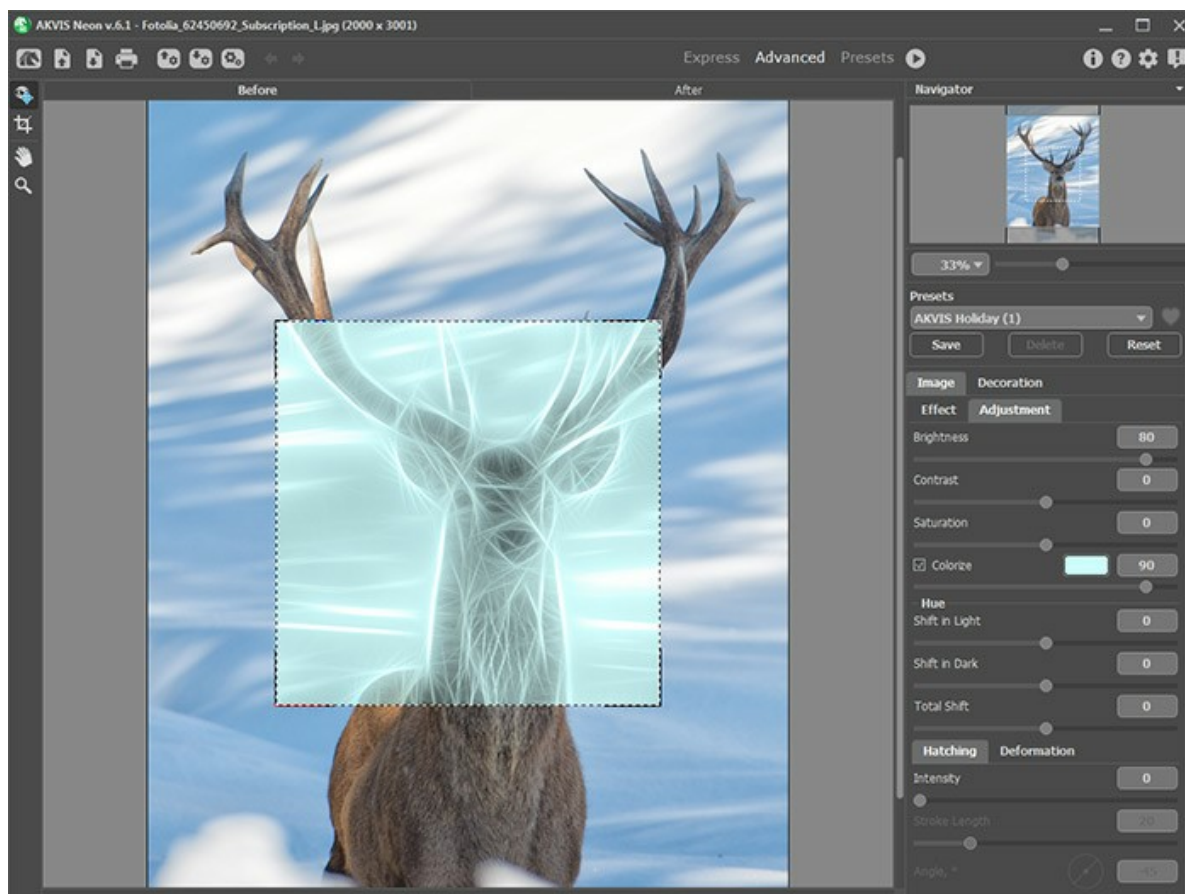 AKVIS Neon v.6.1 - Fotolia_62450692_Subscription_L.jpg (2000 x 3001)
Express Advanced Presets
Before After
Navigator
33%
Presets
AKVIS Holiday (1)
Save Delete Reset
Image Decoration
Effect Adjustment
Brightness 80
Contrast 0
Saturation 0
Colorize 90
Hue
Shift in Light 0
Shift in Dark 0
Total Shift 0
Hatching Deformation
Intensity 0
Stroke Length 20
Angle, ° -45